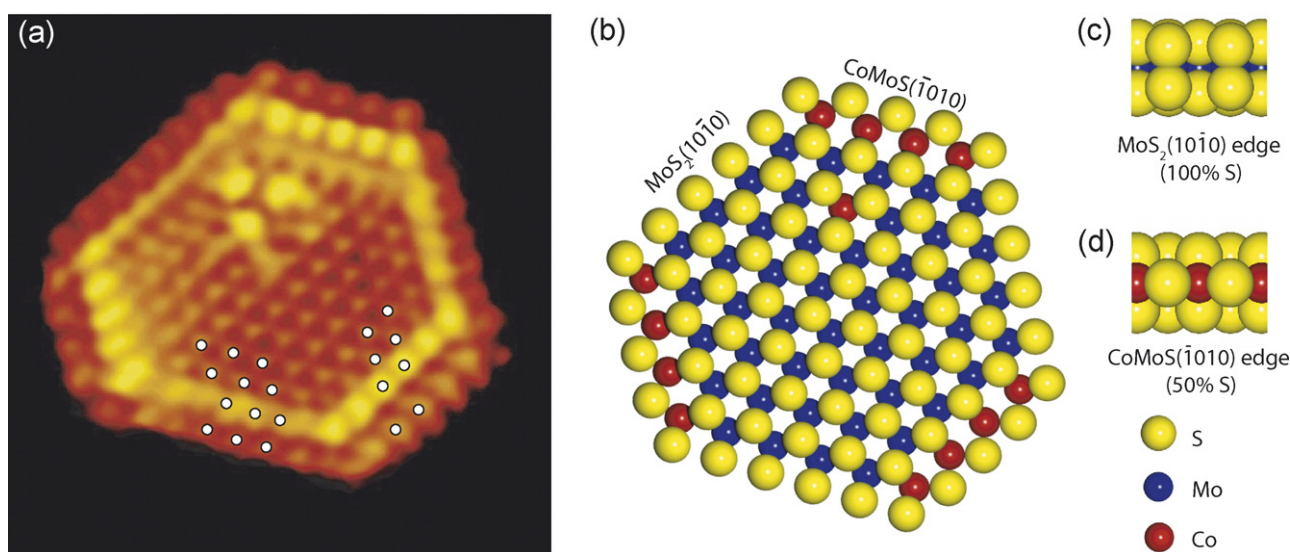 (a)
(b)
MoS₂(101̄0)
CoMoS(1̄010)
(c)
MoS₂(101̄0) edge
(100% S)
(d)
CoMoS(1̄010) edge
(50% S)
S
Mo
Co